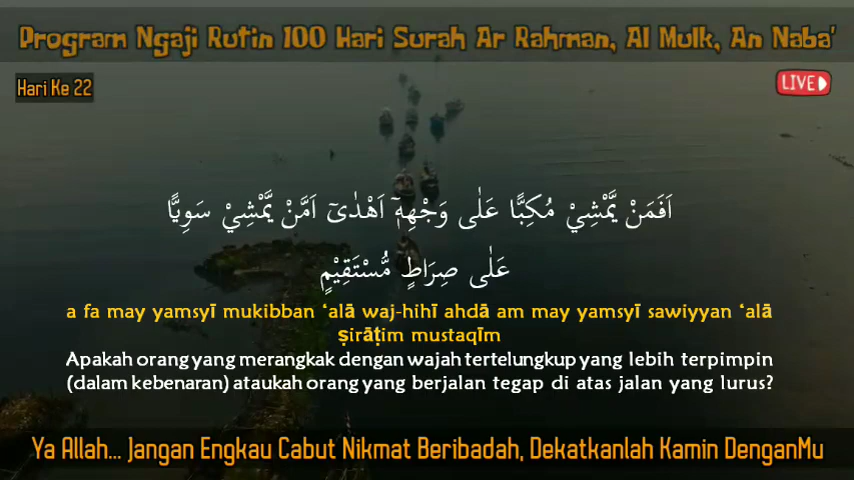 Program Ngaji Rutin 100 Hari Surah Ar Rahman, Al Mulk, An Naba'
Hari Ke 22
LIVE
اَفَمَنْ يَّمْشِيْ مُكِبًّا عَلٰى وَجْهِهٖٓ اَهْدٰىٓ اَمَّنْ يَّمْشِيْ سَوِيًّا
عَلٰى صِرَاطٍ مُّسْتَقِيْمٍ
a fa may yamsyī mukibban ‘alā waj-hihī ahdā am may yamsyī sawiyyan ‘alā
ṣirāṭim mustaqīm
Apakah orang yang merangkak dengan wajah tertelungkup yang lebih terpimpin
(dalam kebenaran) ataukah orang yang berjalan tegap di atas jalan yang lurus?
Ya Allah... Jangan Engkau Cabut Nikmat Beribadah, Dekatkanlah Kamin DenganMu